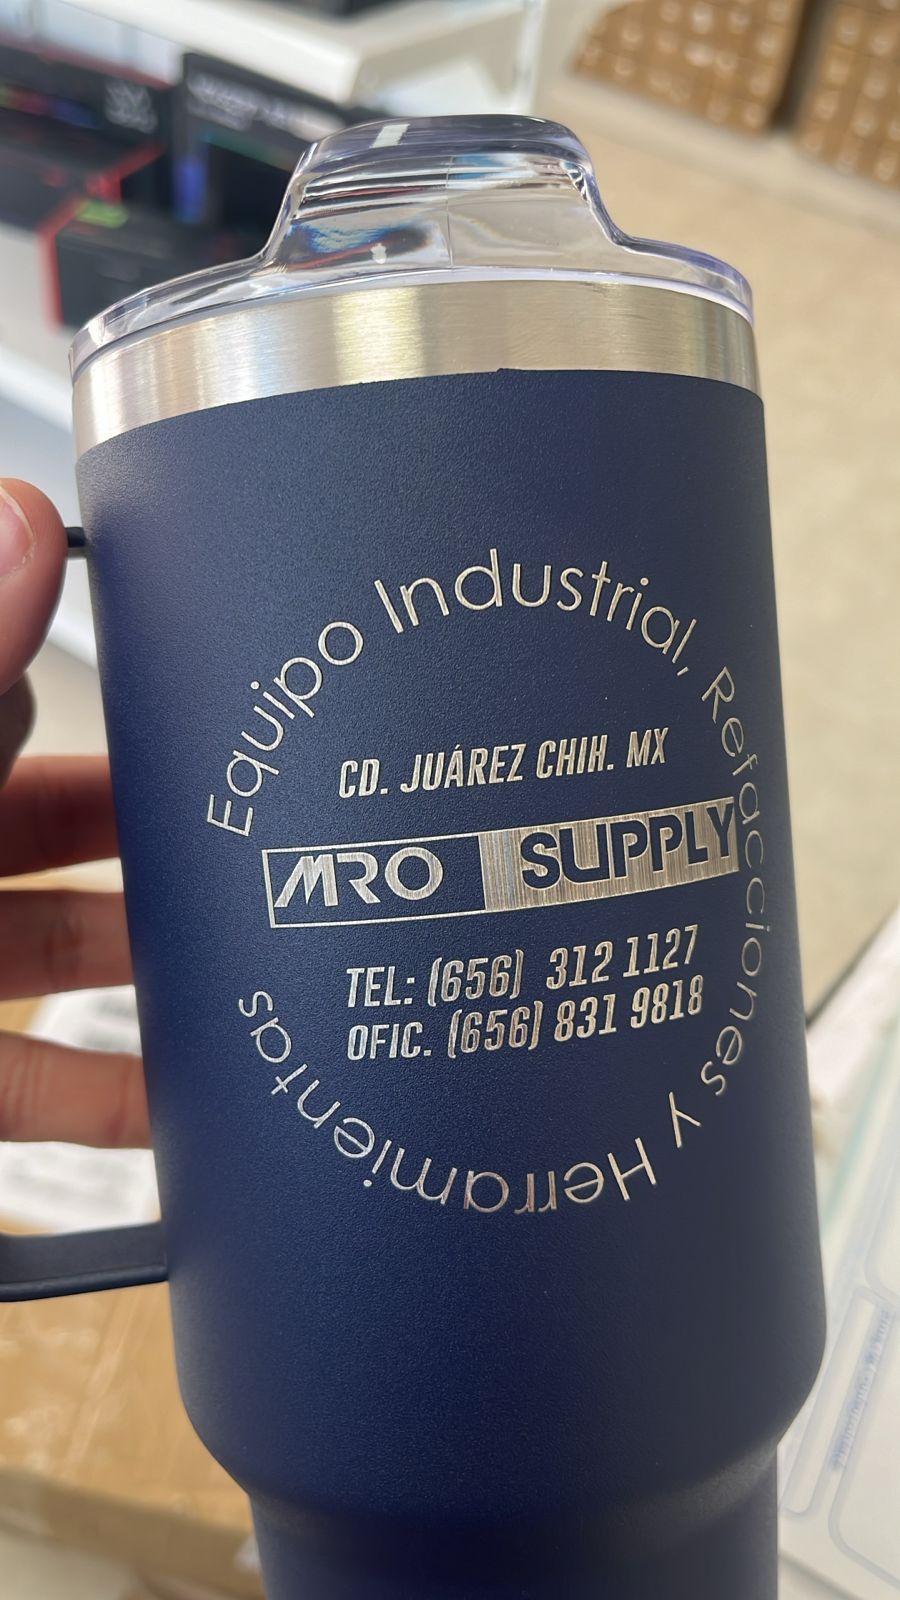 Equipo Industrial, Refacciones y Herramientas
CD. JUÁREZ CHIH. MX
MRO SUPPLY
TEL: (656) 312 1127
OFIC. (656) 831 9818